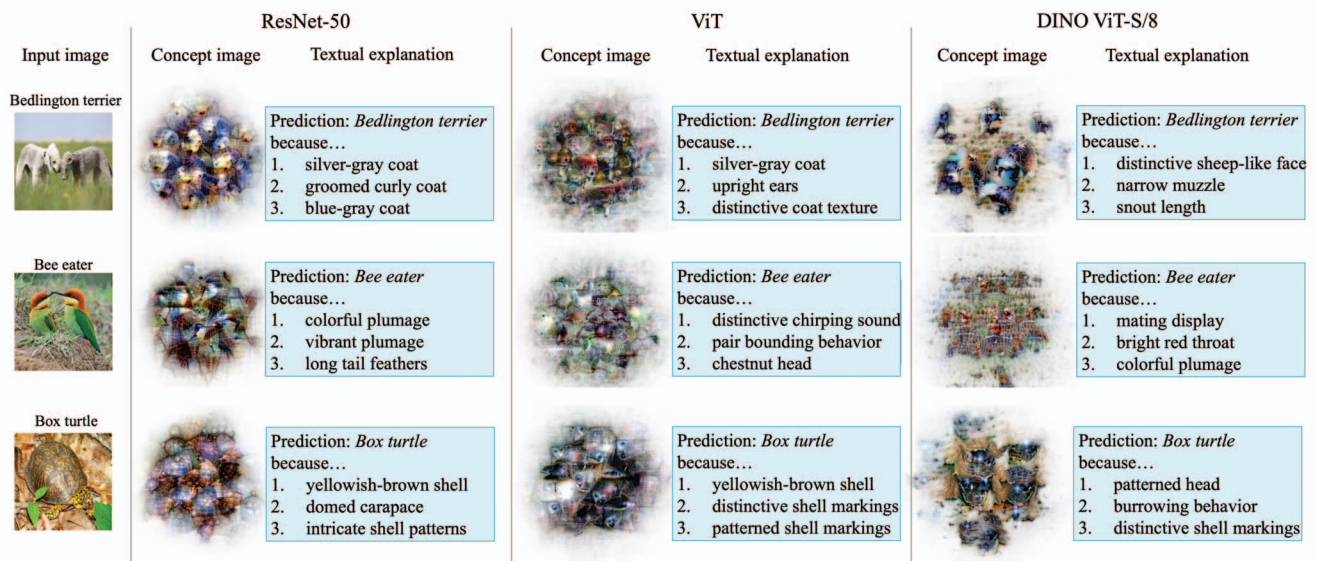 ResNet-50
ViT
DINO ViT-S/8
Input image
Concept image
Textual explanation
Concept image
Textual explanation
Concept image
Textual explanation
Bedlington terrier
Prediction: Bedlington terrier
because…
1. silver-gray coat
2. groomed curly coat
3. blue-gray coat
Prediction: Bedlington terrier
because…
1. silver-gray coat
2. upright ears
3. distinctive coat texture
Prediction: Bedlington terrier
because…
1. distinctive sheep-like face
2. narrow muzzle
3. snout length
Bee eater
Prediction: Bee eater
because…
1. colorful plumage
2. vibrant plumage
3. long tail feathers
Prediction: Bee eater
because…
1. distinctive chirping sound
2. pair bounding behavior
3. chestnut head
Prediction: Bee eater
because…
1. mating display
2. bright red throat
3. colorful plumage
Box turtle
Prediction: Box turtle
because…
1. yellowish-brown shell
2. domed carapace
3. intricate shell patterns
Prediction: Box turtle
because…
1. yellowish-brown shell
2. distinctive shell markings
3. patterned shell markings
Prediction: Box turtle
because…
1. patterned head
2. burrowing behavior
3. distinctive shell markings